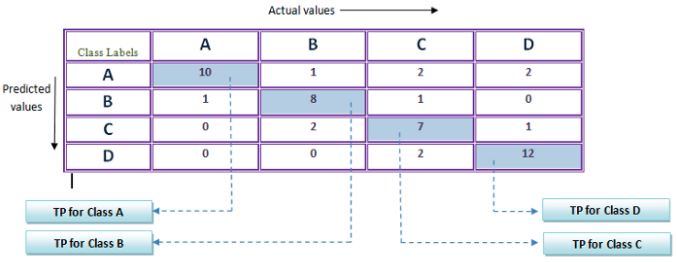 Actual values
Predicted
values
Class Labels A B C D
A 10 1 2 2
B 1 8 1 0
C 0 2 7 1
D 0 0 2 12
TP for Class A
TP for Class D
TP for Class B
TP for Class C